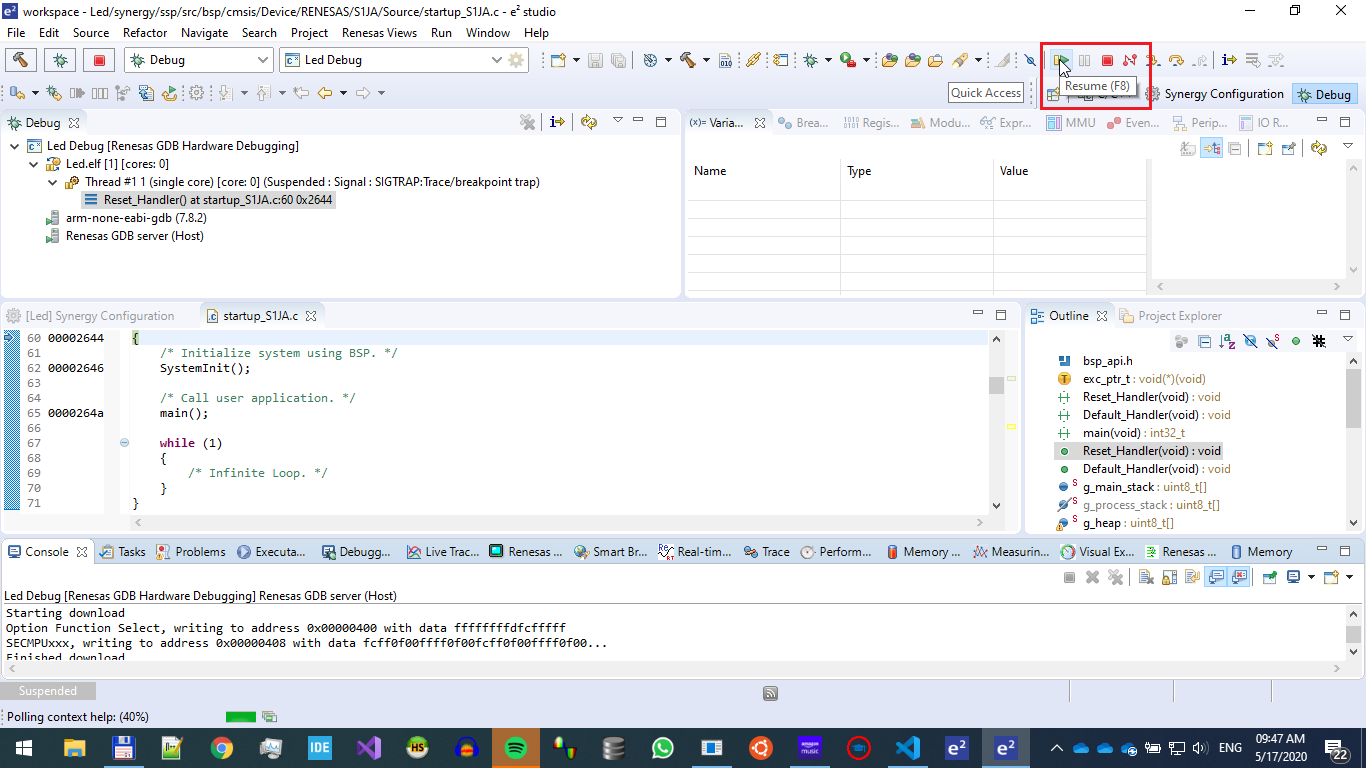 workspace - Led/synergy/ssp/src/bsp/cmsis/Device/RENESAS/S1JA/Source/startup_S1JA.c - e² studio
File Edit Source Refactor Navigate Search Project Renesas Views Run Window Help
Debug Led Debug
Resume (F8)
Quick Access Synergy Configuration Debug
Debug
Led Debug [Renesas GDB Hardware Debugging]
Led.elf [1] [cores: 0]
Thread #1 1 (single core) [core: 0] (Suspended : Signal : SIGTRAP:Trace/breakpoint trap)
Reset_Handler() at startup_S1JA.c:60 0x2644
arm-none-eabi-gdb (7.8.2)
Renesas GDB server (Host)
(x)= Varia... Brea... Regis... Modu... Expr... MMU Even... Perip... IO R...
Name Type Value
[Led] Synergy Configuration startup_S1JA.c
60 00002644 {
61 /* Initialize system using BSP. */
62 00002646 SystemInit();
63
64 /* Call user application. */
65 0000264a main();
66
67 while (1)
68 {
69 /* Infinite Loop. */
70 }
71 }
Outline Project Explorer
bsp_api.h
exc_ptr_t : void(*)(void)
Reset_Handler(void) : void
Default_Handler(void) : void
main(void) : int32_t
Reset_Handler(void) : void
Default_Handler(void) : void
g_main_stack : uint8_t[]
g_process_stack : uint8_t[]
g_heap : uint8_t[]
Console Tasks Problems Executa... Debugg... Live Trac... Renesas ... Smart Br... Real-tim... Trace Perform... Memory ... Measurin... Visual Ex... Renesas ... Memory
Led Debug [Renesas GDB Hardware Debugging] Renesas GDB server (Host)
Starting download
Option Function Select, writing to address 0x00000400 with data ffffffffdfcfffff
SECMPUxxx, writing to address 0x00000408 with data fcff0f00ffff0f00fcff0f00ffff0f00...
Finished download
Suspended
Polling context help: (40%)
IDE HS amazon music e² e² ENG 09:47 AM
5/17/2020 22